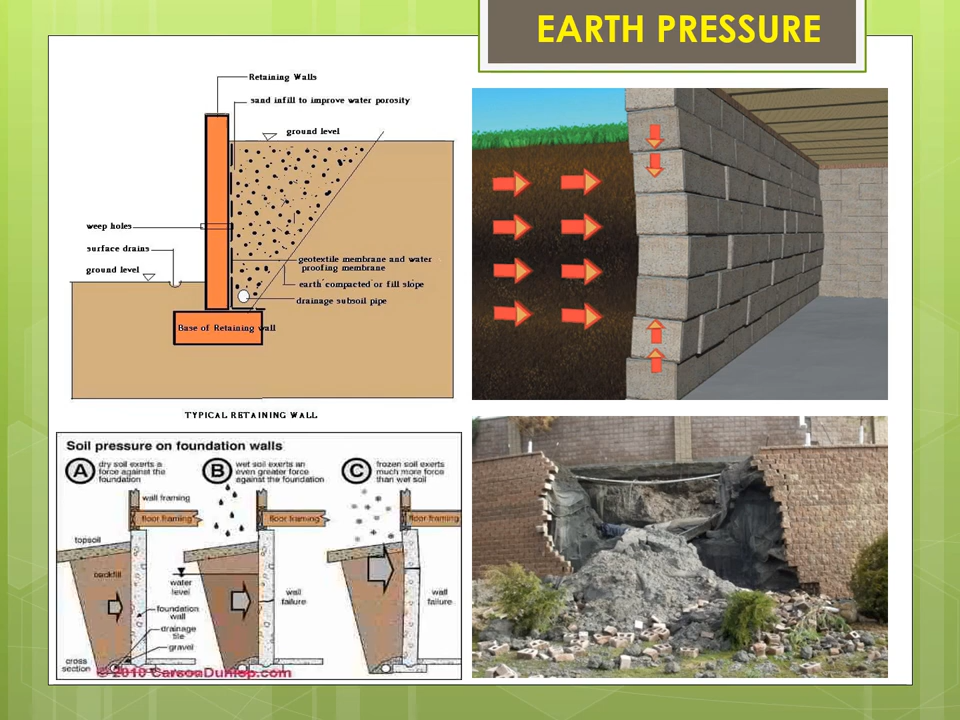 EARTH PRESSURE
Retaining Walls
sand infill to improve water porosity
ground level
weep holes
surface drains
ground level
geotextile membrane and water
proofing membrane
earth compacted or fill slope
drainage subsoil pipe
Base of Retaining wall
TYPICAL RETAINING WALL
Soil pressure on foundation walls
A
dry soil exerts a
force against the
foundation
B
wet soil exerts an
even greater force
against the foundation
C
frozen soil exerts
much more force
than wet soil
wall framing
floor framing
floor framing
floor framing
topsoil
backfill
water
level
wall
failure
wall
failure
foundation
wall
drainage
tile
gravel
cross
section
© 2010 CarsonDunlop.com